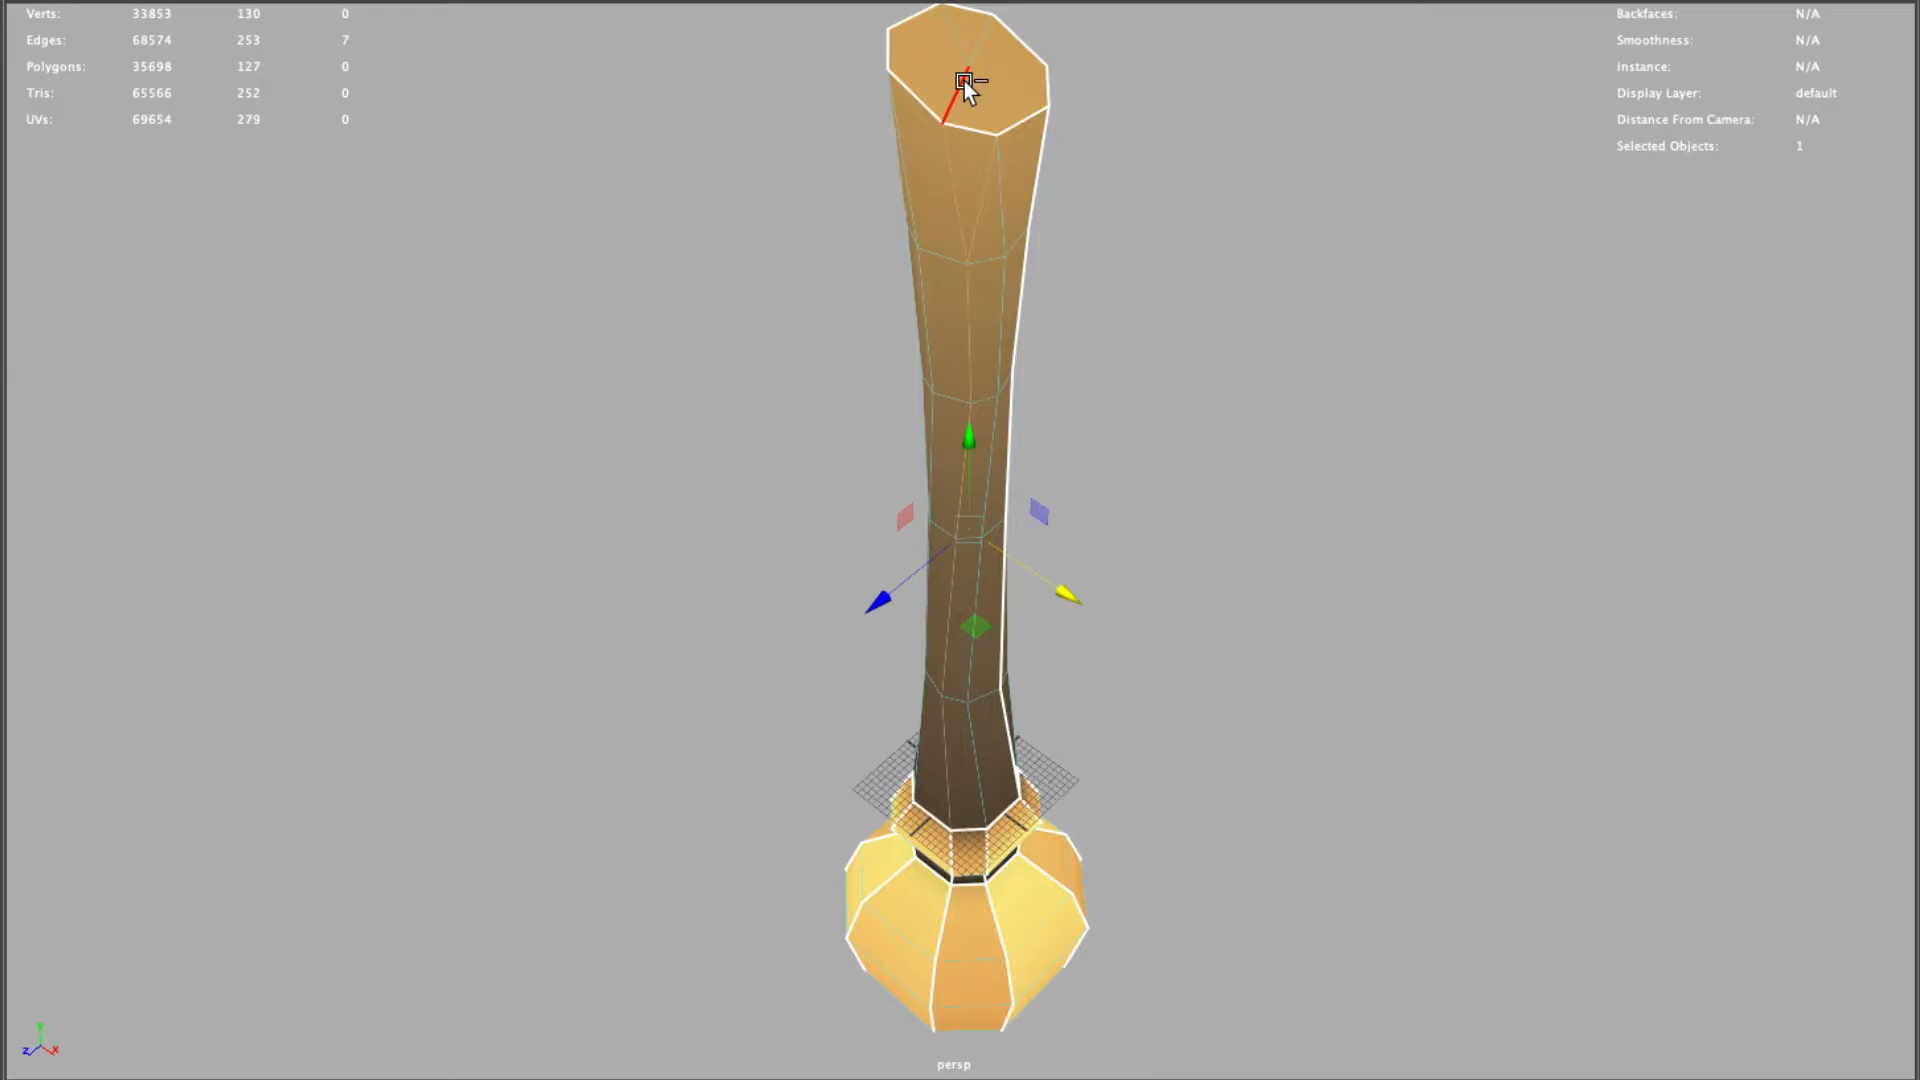 Verts: 33853 130 0
Edges: 68574 253 7
Polygons: 35698 127 0
Tris: 65566 252 0
UVs: 69654 279 0
Backfaces: N/A
Smoothness: N/A
Instance: N/A
Display Layer: default
Distance From Camera: N/A
Selected Objects: 1
Y
Z X
persp